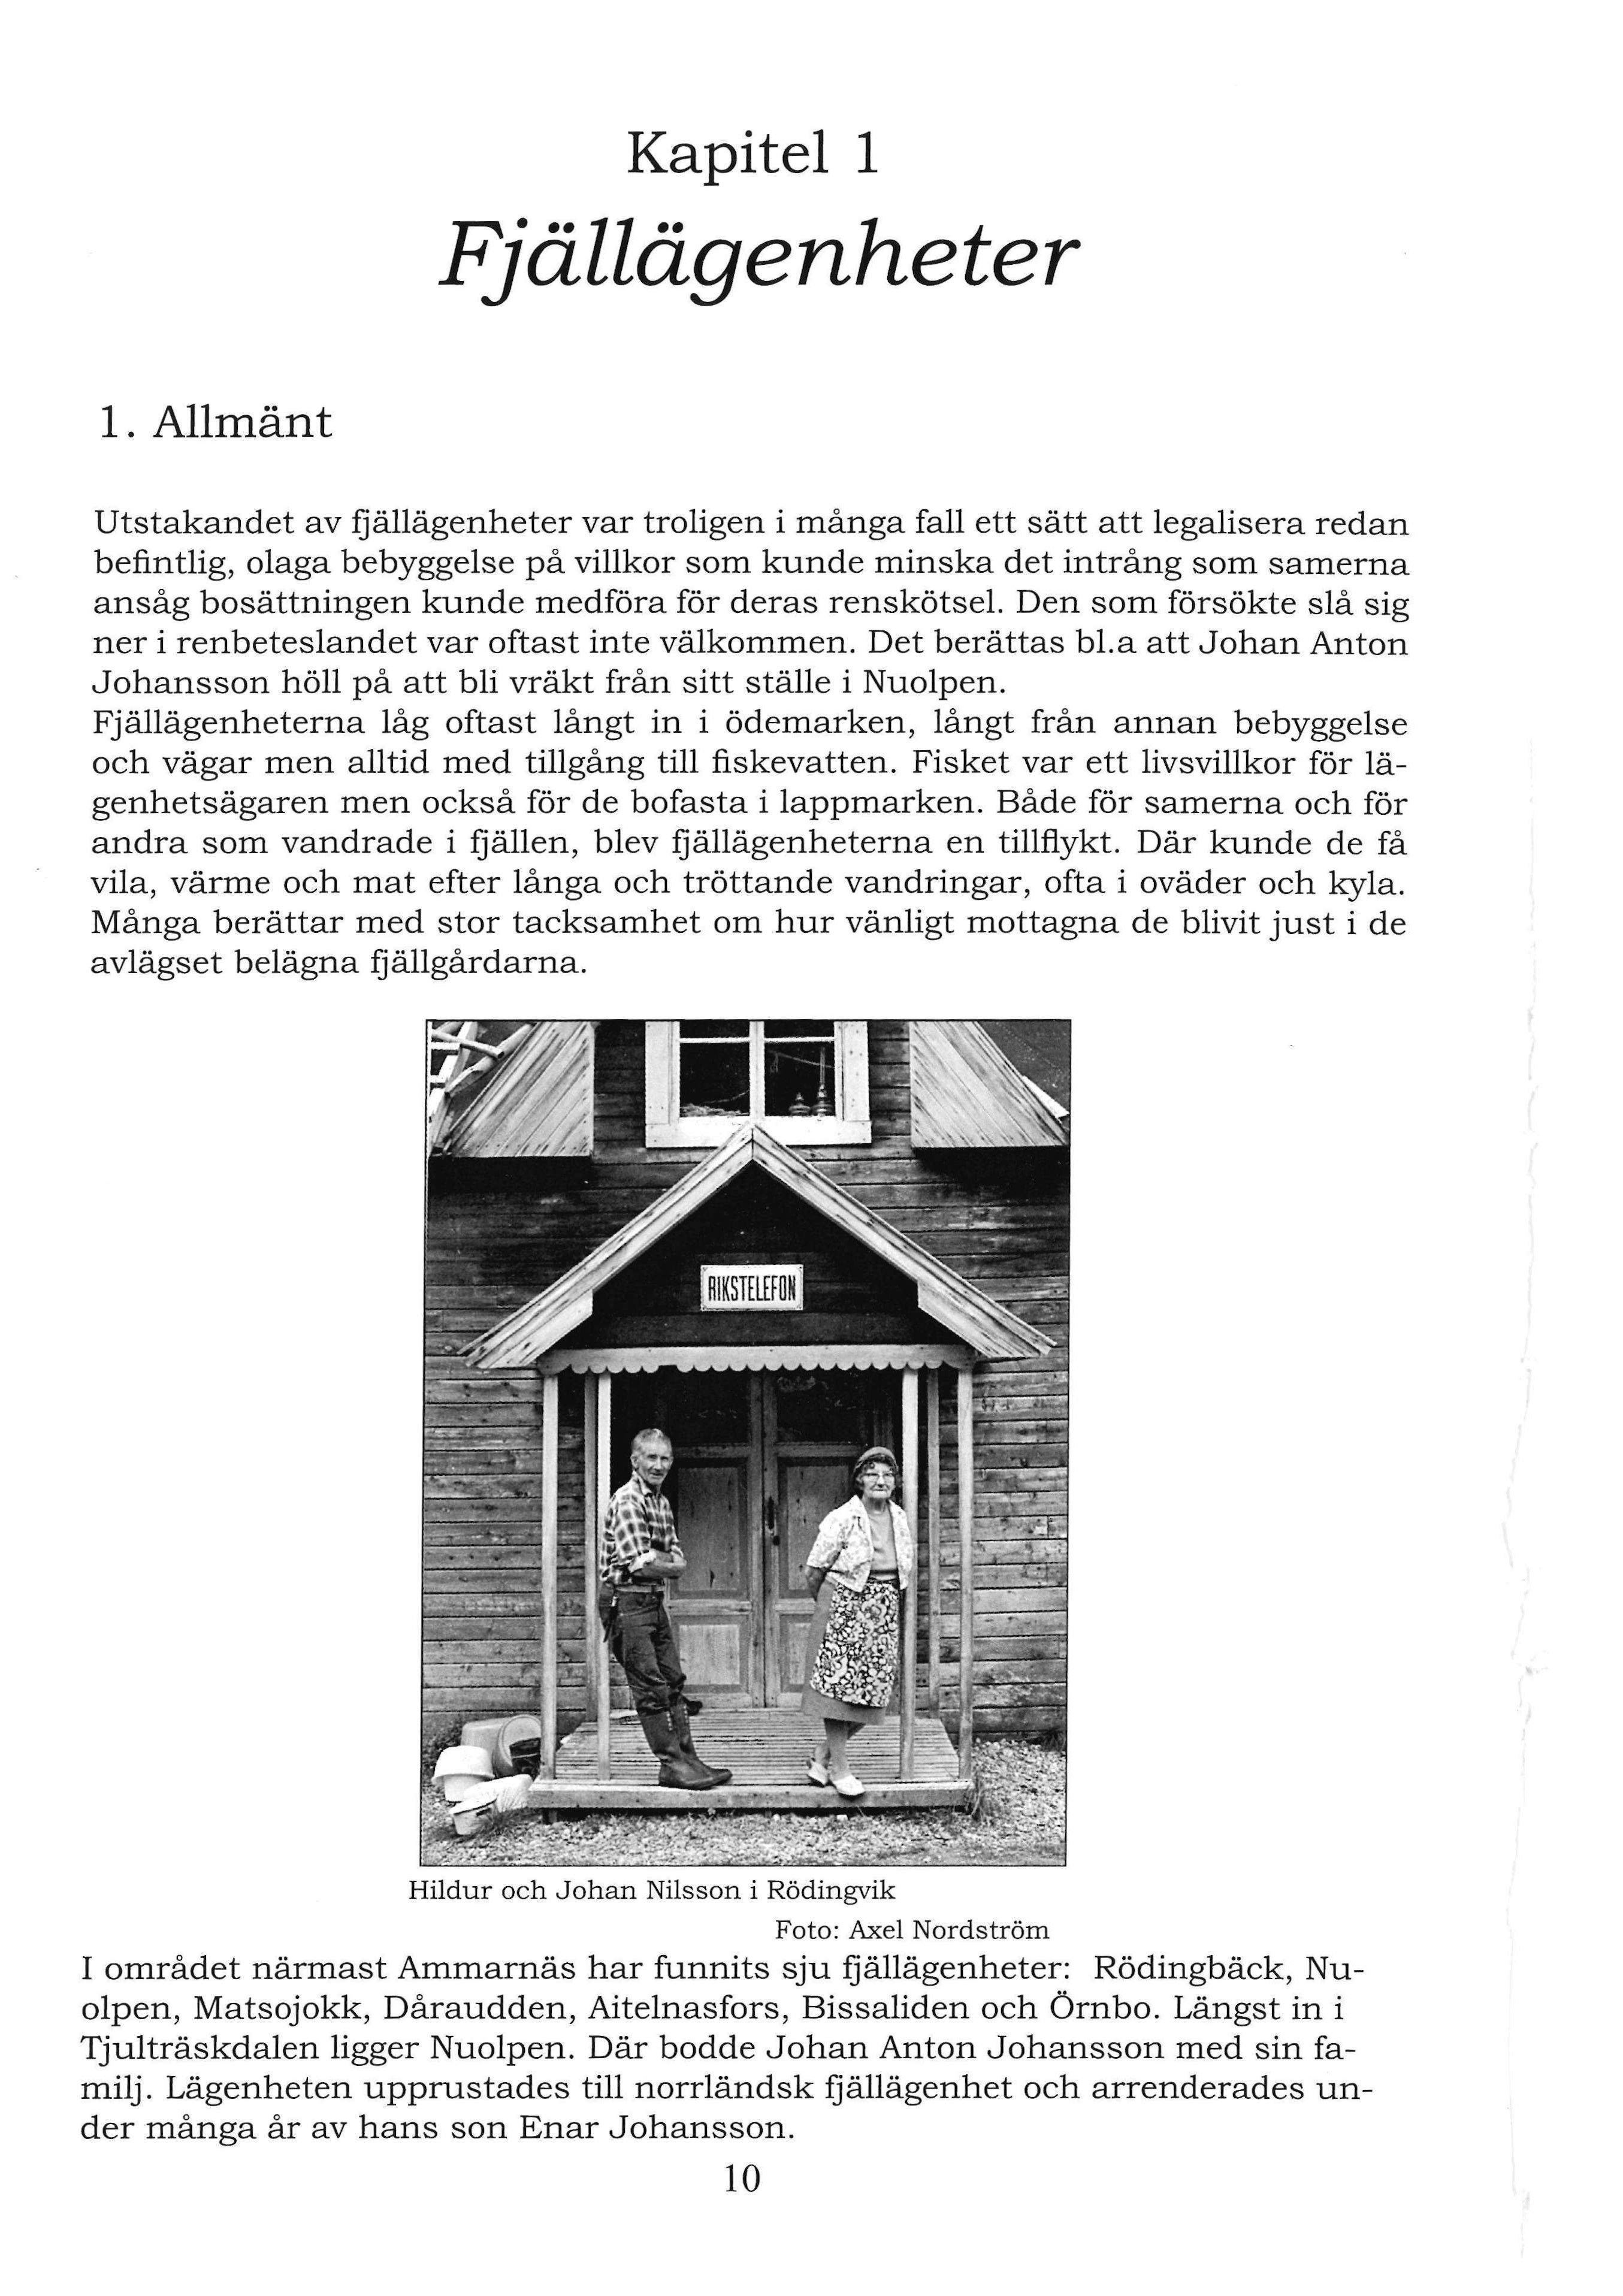 Kapitel 1
Fjällägenheter
1. Allmänt
Utstakandet av fjällägenheter var troligen i många fall ett sätt att legalisera redan
befintlig, olaga bebyggelse på villkor som kunde minska det intrång som samerna
ansåg bosättningen kunde medföra för deras renskötsel. Den som försökte slå sig
ner i renbeteslandet var oftast inte välkommen. Det berättas bl.a att Johan Anton
Johansson höll på att bli vräkt från sitt ställe i Nuolpen.
Fjällägenheterna låg oftast långt in i ödemarken, långt från annan bebyggelse
och vägar men alltid med tillgång till fiskevatten. Fisket var ett livsvillkor för lä-
genhetsägaren men också för de bofasta i lappmarken. Både för samerna och för
andra som vandrade i fjällen, blev fjällägenheterna en tillflykt. Där kunde de få
vila, värme och mat efter långa och tröttande vandringar, ofta i oväder och kyla.
Många berättar med stor tacksamhet om hur vänligt mottagna de blivit just i de
avlägset belägna fjällgårdarna.
RIKSTELEFON
Hildur och Johan Nilsson i Rödingvik
Foto: Axel Nordström
I området närmast Ammarnäs har funnits sju fjällägenheter: Rödingbäck, Nu-
olpen, Matsojokk, Dåraudden, Aitelnasfors, Bissaliden och Örnbo. Längst in i
Tjulträskdalen ligger Nuolpen. Där bodde Johan Anton Johansson med sin fa-
milj. Lägenheten upprustades till norrländsk fjällägenhet och arrenderades un-
der många år av hans son Enar Johansson.
10